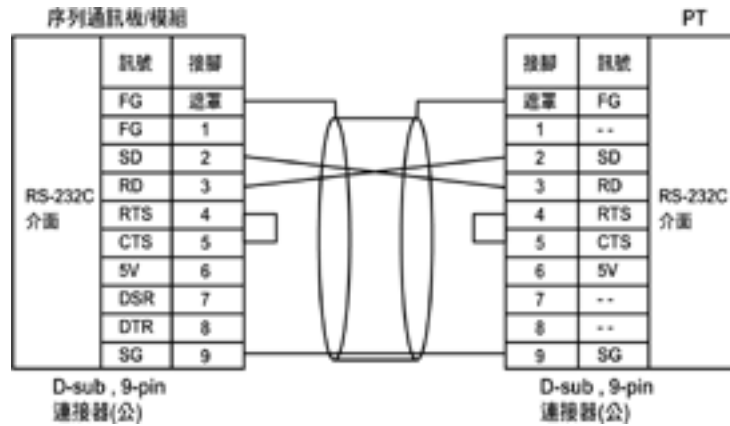 序列通訊板/模組
PT
訊號 接腳
接腳 訊號
FG 遮罩
遮罩 FG
FG 1
1 - -
SD 2
2 SD
RD 3
3 RD
RS-232C
介面
RS-232C
介面
RTS 4
4 RTS
CTS 5
5 CTS
5V 6
6 5V
DSR 7
7 - -
DTR 8
8 - -
SG 9
9 SG
D-sub , 9-pin
連接器(公)
D-sub , 9-pin
連接器(公)